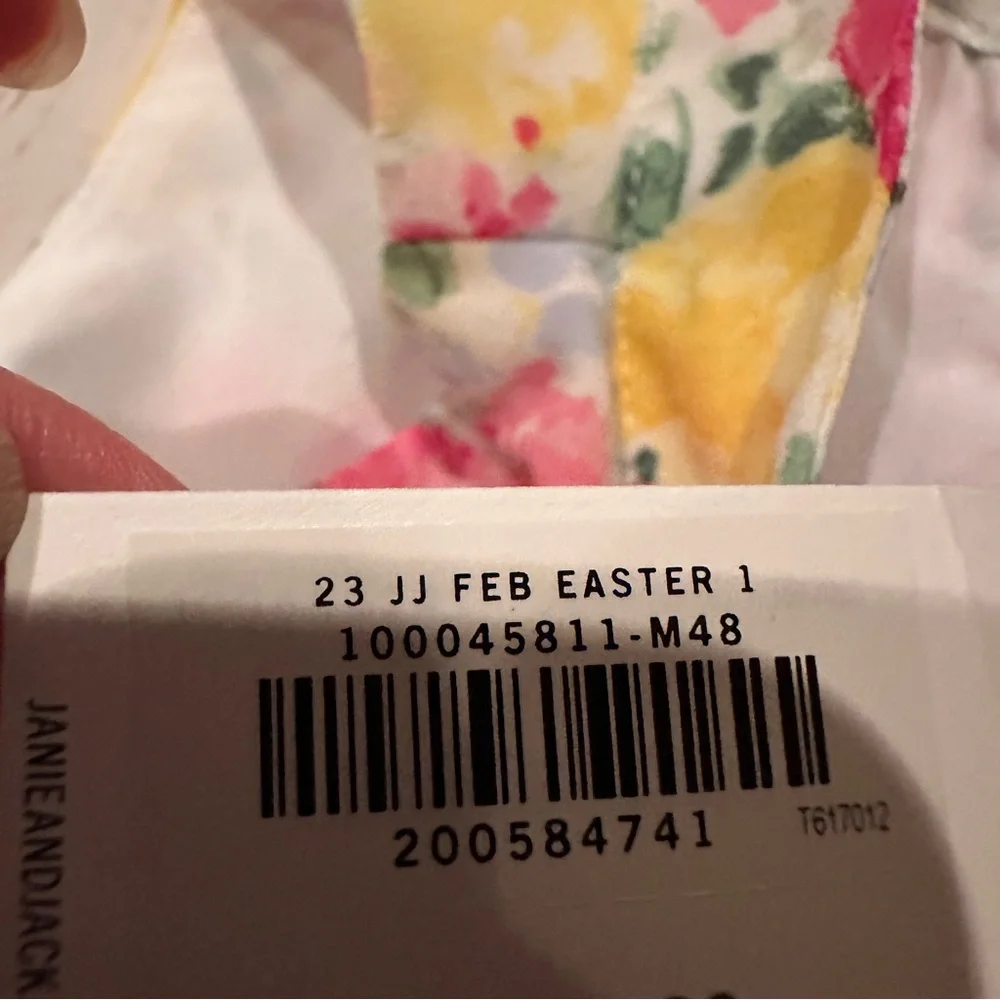 23 JJ FEB EASTER 1
100045811-M48
200584741
T617012
JANIEANDJACK